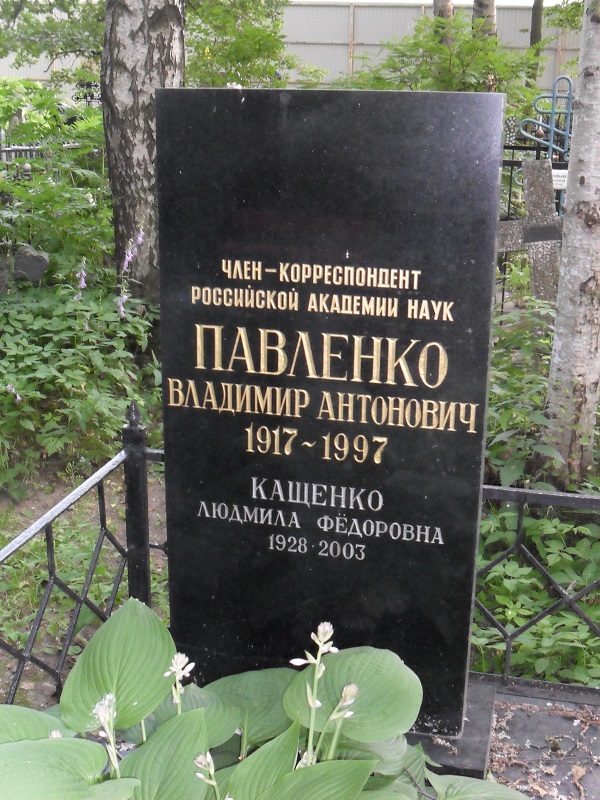 ЧЛЕН-КОРРЕСПОНДЕНТ
РОССИЙСКОЙ АКАДЕМИИ НАУК
ПАВЛЕНКО
ВЛАДИМИР АНТОНОВИЧ
1917~1997
КАЩЕНКО
ЛЮДМИЛА ФЁДОРОВНА
1928·2003